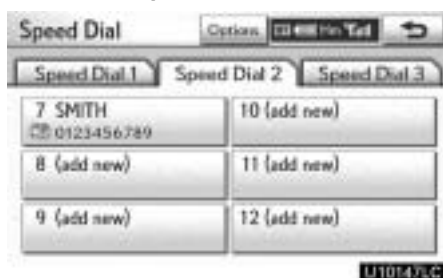 Speed Dial Options
Speed Dial 1 Speed Dial 2 Speed Dial 3
7 SMITH 10 (add new)
0123456789
8 (add new) 11 (add new)
9 (add new) 12 (add new)